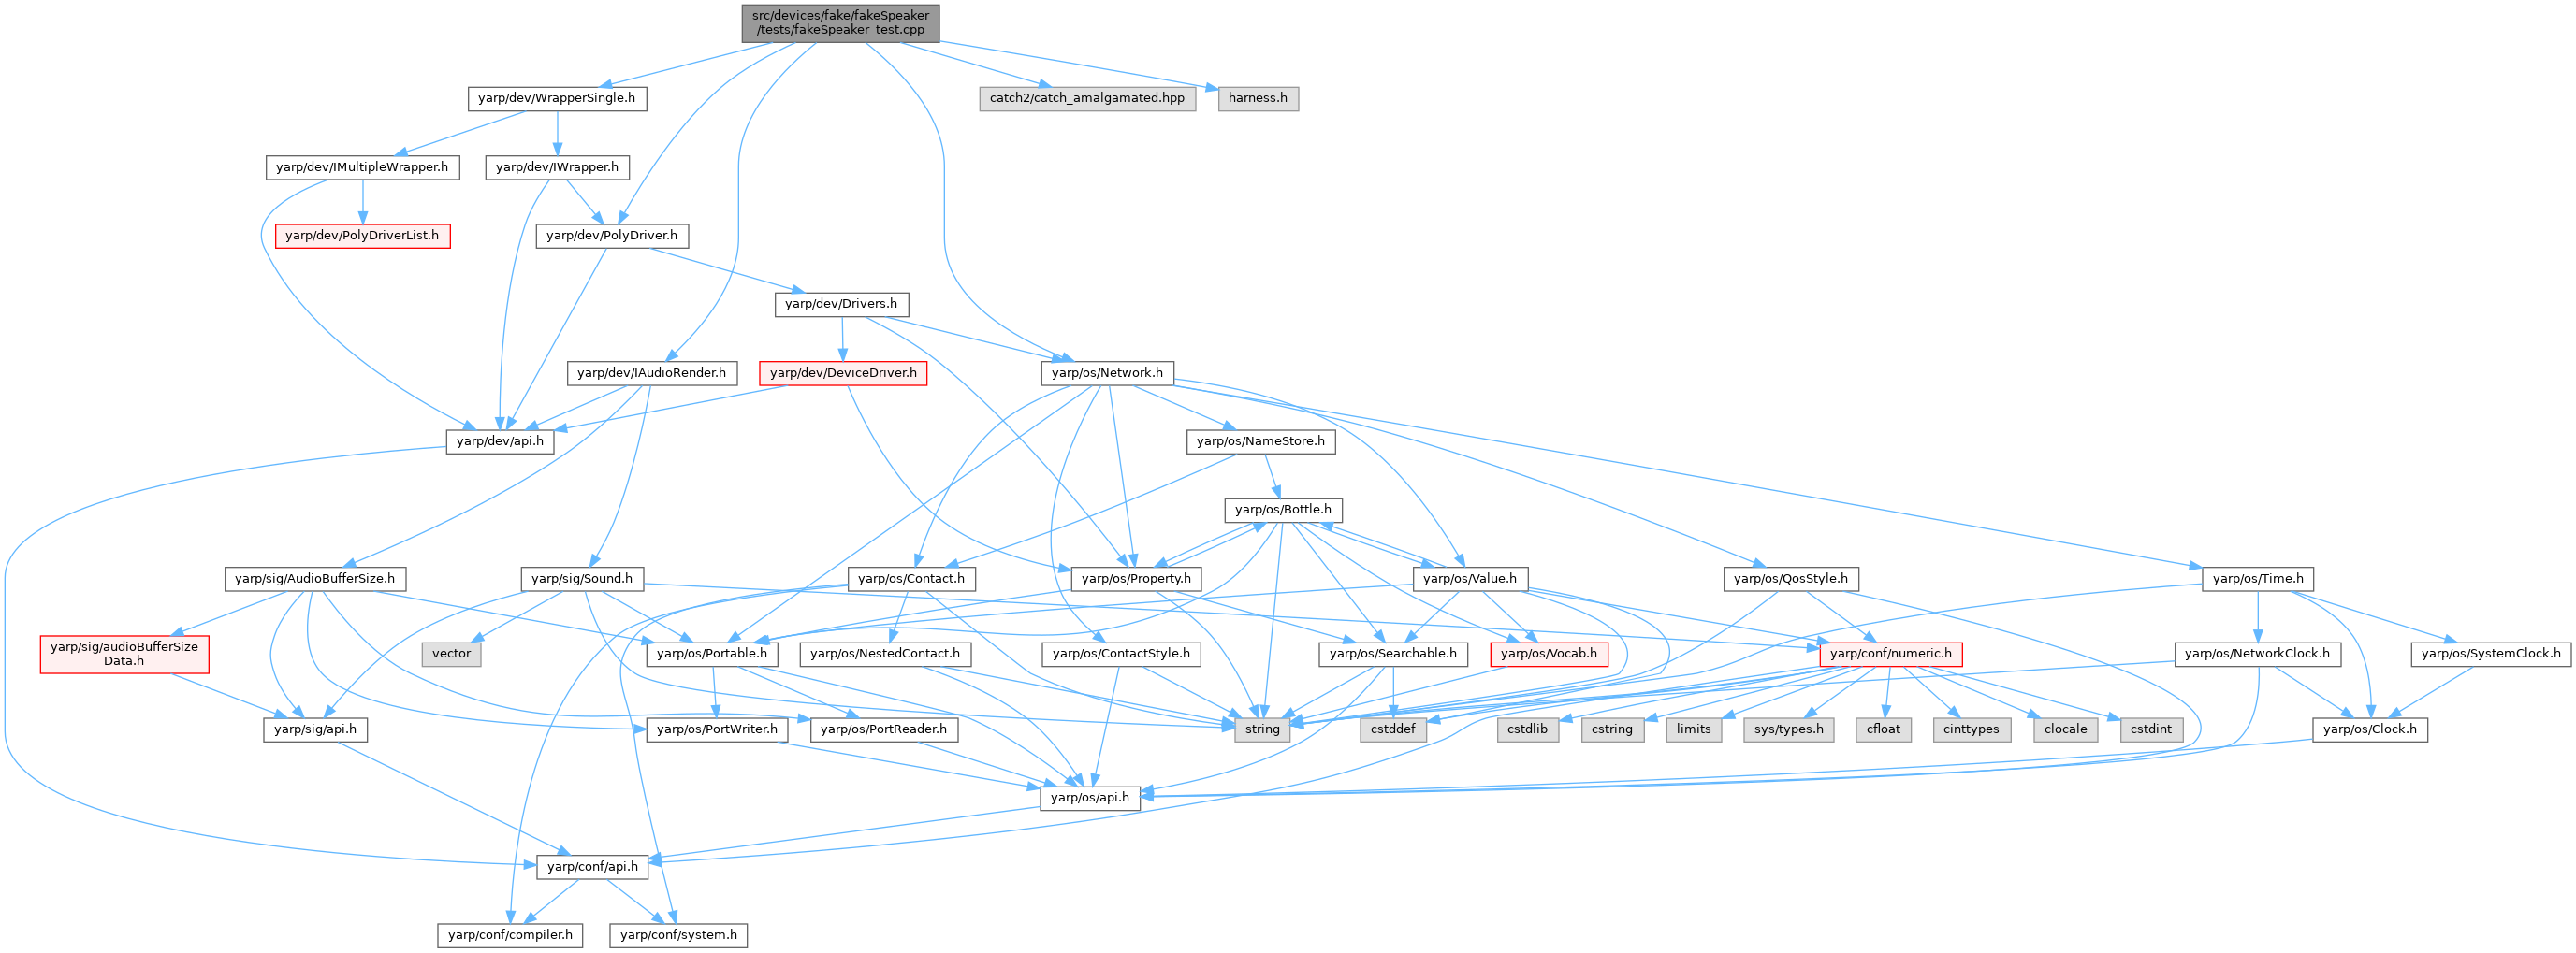 src/devices/fake/fakeSpeaker
/tests/fakeSpeaker_test.cpp
yarp/dev/WrapperSingle.h
catch2/catch_amalgamated.hpp
harness.h
yarp/dev/IMultipleWrapper.h
yarp/dev/IWrapper.h
yarp/dev/PolyDriverList.h
yarp/dev/PolyDriver.h
yarp/dev/Drivers.h
yarp/dev/IAudioRender.h
yarp/dev/DeviceDriver.h
yarp/os/Network.h
yarp/dev/api.h
yarp/os/NameStore.h
yarp/os/Bottle.h
yarp/sig/AudioBufferSize.h
yarp/sig/Sound.h
yarp/os/Contact.h
yarp/os/Property.h
yarp/os/Value.h
yarp/os/QosStyle.h
yarp/os/Time.h
yarp/sig/audioBufferSize
Data.h
vector
yarp/os/Portable.h
yarp/os/NestedContact.h
yarp/os/ContactStyle.h
yarp/os/Searchable.h
yarp/os/Vocab.h
yarp/conf/numeric.h
yarp/os/NetworkClock.h
yarp/os/SystemClock.h
yarp/sig/api.h
yarp/os/PortWriter.h
yarp/os/PortReader.h
string
cstddef
cstdlib
cstring
limits
sys/types.h
cfloat
cinttypes
clocale
cstdint
yarp/os/Clock.h
yarp/os/api.h
yarp/conf/api.h
yarp/conf/compiler.h
yarp/conf/system.h